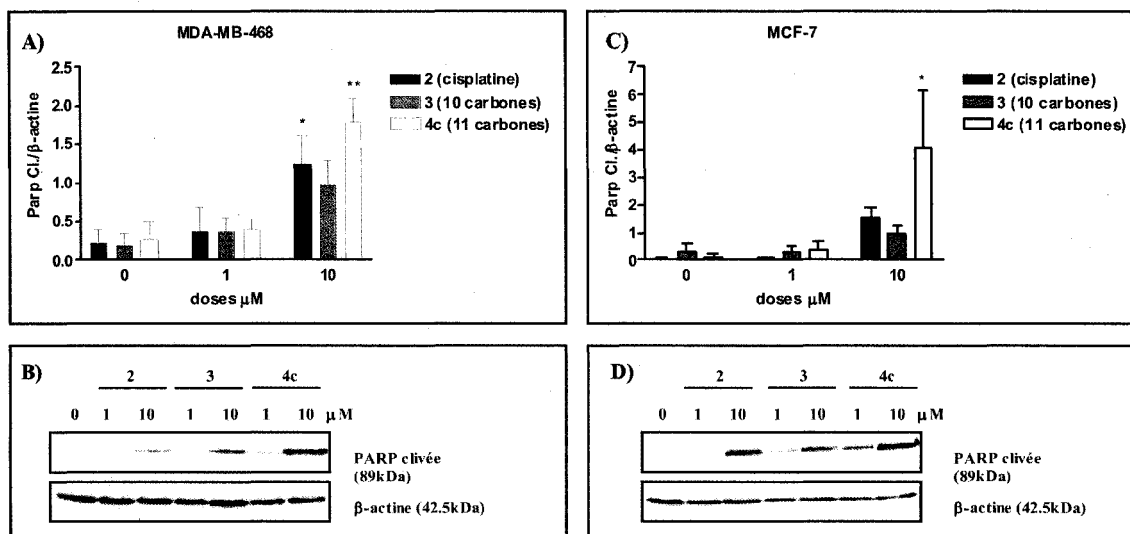 A)
MDA-MB-468
Parp Cl./β-actine
2.5
2.0
1.5
1.0
0.5
0.0
* **
2 (cisplatine)
3 (10 carbones)
4c (11 carbones)
0 1 10
doses µM
C)
MCF-7
Parp Cl./β-actine
7
6
5
4
3
2
1
0
*
2 (cisplatine)
3 (10 carbones)
4c (11 carbones)
0 1 10
doses µM
B)
2 3 4c
0 1 10 1 10 1 10 µM
PARP clivée
(89kDa)
β-actine (42.5kDa)
D)
2 3 4c
0 1 10 1 10 1 10 µM
PARP clivée
(89kDa)
β-actine (42.5kDa)